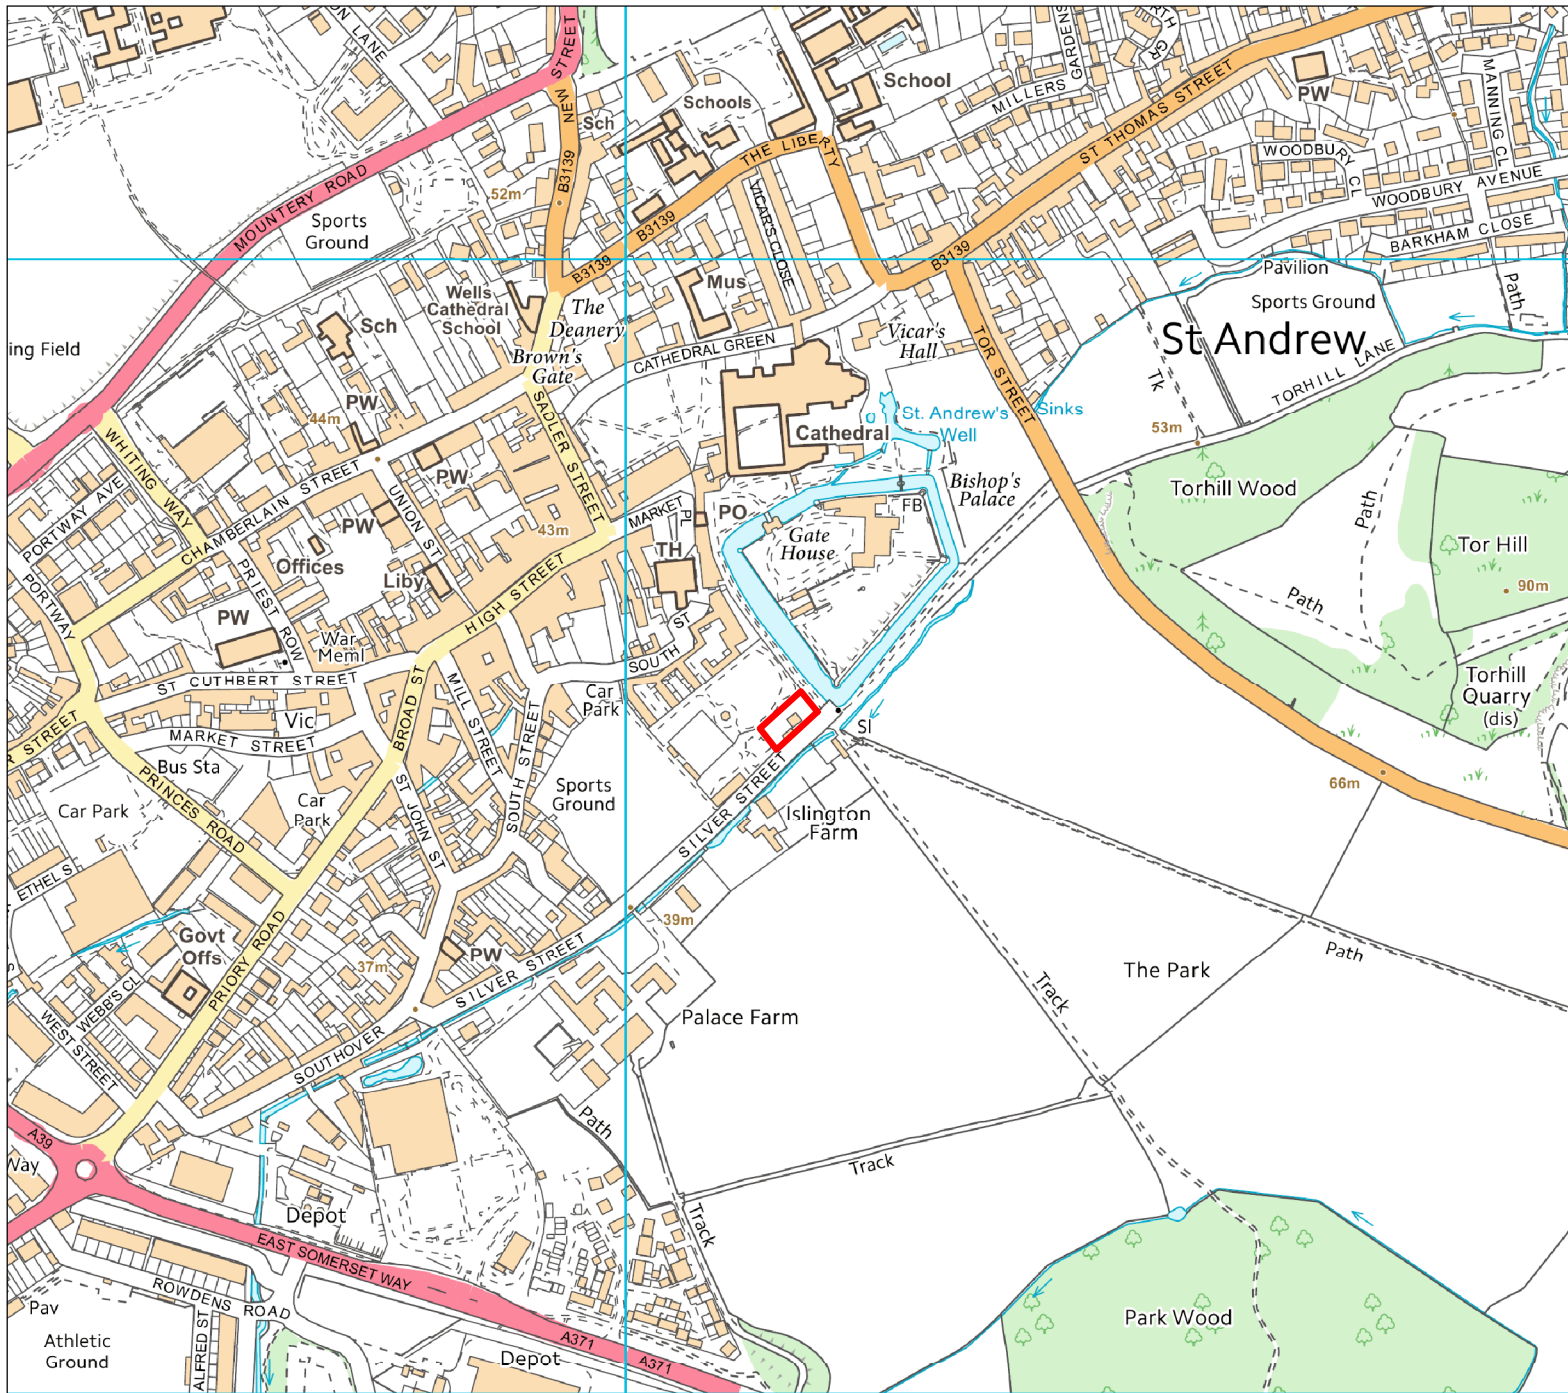 NEW STREET
School
Schools
MILLERS GARDENS
PW
MANNING CL
Sch
THE LIBERTY
ST THOMAS STREET
WOODBURY CL
WOODBURY AVENUE
BARKHAM CLOSE
B3139
52m
MOUNTERY ROAD
Sports
Ground
VICAR'S CLOSE
B3139
B3139
B3139
Pavilion
Sports Ground
Path
Wells
Cathedral
School
The
Deanery
Mus
Vicar's
Hall
St Andrew
TORHILL LANE
Sch
ing Field
Brown's
Gate
CATHEDRAL GREEN
TOR STREET
Tk
PW
44m
SADLER STREET
St. Andrew's
Well
Sinks
Cathedral
53m
WHITING WAY
CHAMBERLAIN STREET
PW
Bishop's
Palace
Torhill Wood
PORTWAY AVE
UNION ST
MARKET PL
PO
FB
Path
PW
43m
Gate
House
Tor Hill
Offices
TH
90m
Liby
PORTWAY
PRIEST ROW
HIGH STREET
Path
PW
War
Meml
SOUTH ST
Torhill
Quarry
(dis)
ST CUTHBERT STREET
Car
Park
MILL STREET
BROAD ST
Vic
MARKET STREET
SI
STREET
Bus Sta
SOUTH STREET
Sports
Ground
66m
Car Park
Car
Park
PRINCES ROAD
ST JOHN ST
SILVER STREET
Islington
Farm
ETHEL S
39m
Govt
Offs
PRIORY ROAD
PW
Path
37m
SILVER STREET
The Park
Track
WEBB'S CL
WEST STREET
Palace Farm
SOUTHOVER
Path
A39
Way
Track
Track
Depot
EAST SOMERSET WAY
ROWDENS ROAD
Pav
Athletic
Ground
ALFRED ST
Park Wood
A371
A371
Depot